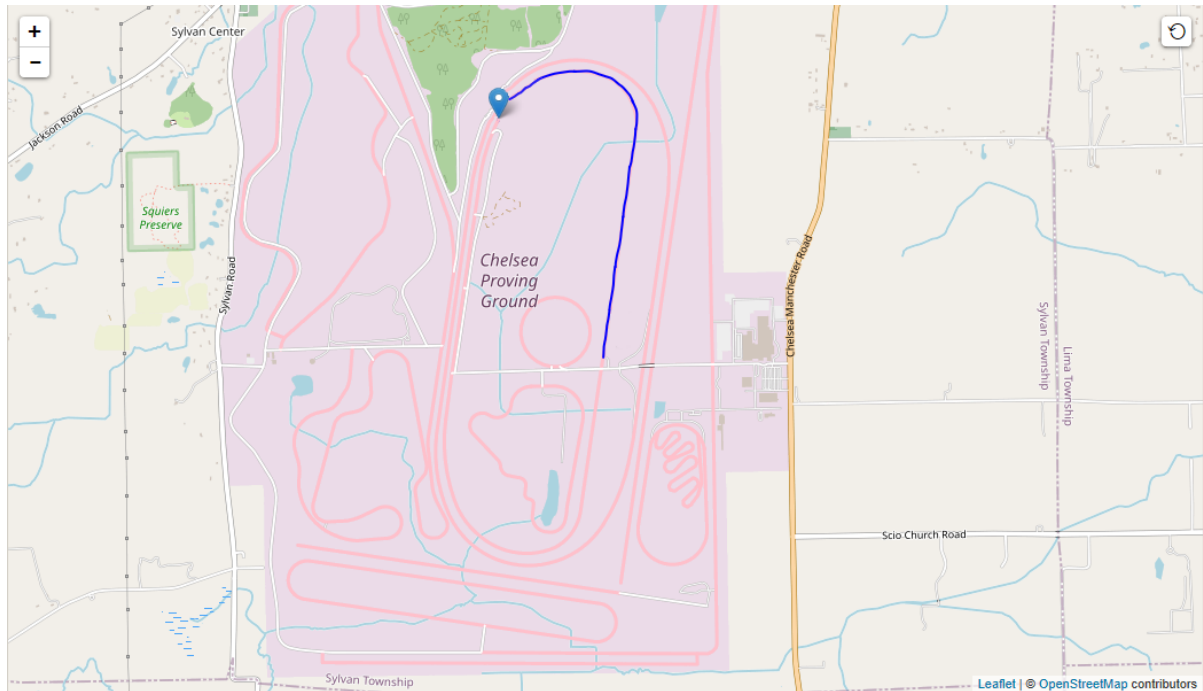 +
−
Sylvan Center
Jackson Road
Squiers
Preserve
Sylvan Road
Chelsea
Proving
Ground
Chelsea Manchester Road
Sylvan Township
Lima Township
Scio Church Road
Sylvan Township
Leaflet | © OpenStreetMap contributors